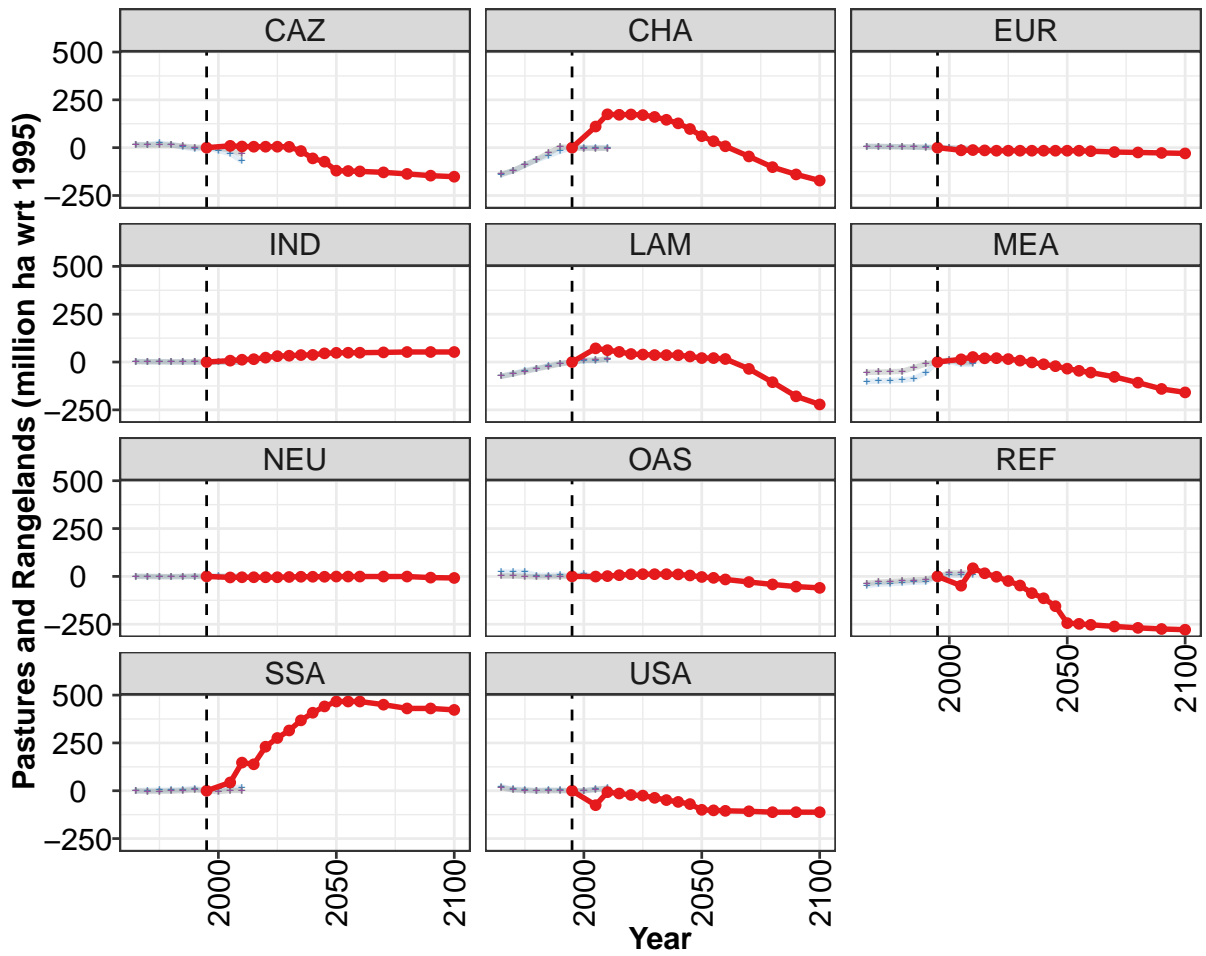 Pastures and Rangelands (million ha wrt 1995)
CAZ CHA EUR
500
250
0
−250
IND LAM MEA
500
250
0
−250
NEU OAS REF
500
250
0
−250
2000 2050 2100
SSA USA
500
250
0
−250
2000 2050 2100 2000 2050 2100
Year